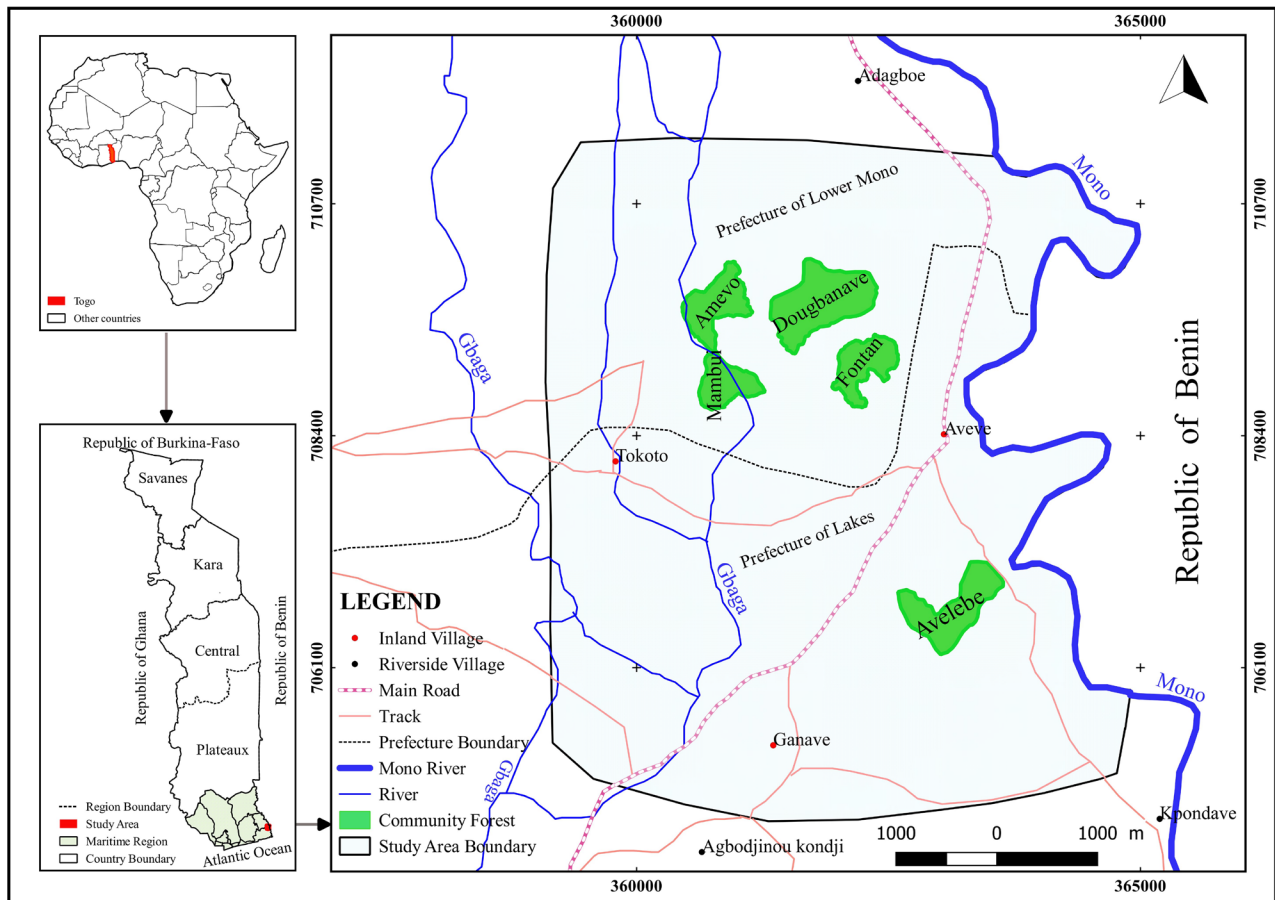 360000
365000
Togo
Other countries
Republic of Burkina-Faso
Savanes
Kara
Central
Plateaux
Republic of Ghana
Republic of Benin
Region Boundary
Study Area
Maritime Region
Country Boundary
Atlantic Ocean
710700
708400
706100
Adagboe
Mono
Prefecture of Lower Mono
Amevo
Dougbanave
Mambui
Fontan
Gbaga
Aveve
Tokoto
Prefecture of Lakes
Gbaga
Avelebe
Mono
Ganave
Gbaga
Kpondave
Agbodjinou kondji
Republic of Benin
710700
708400
706100
LEGEND
Inland Village
Riverside Village
Main Road
Track
Prefecture Boundary
Mono River
River
Community Forest
Study Area Boundary
1000 0 1000 m
360000
365000